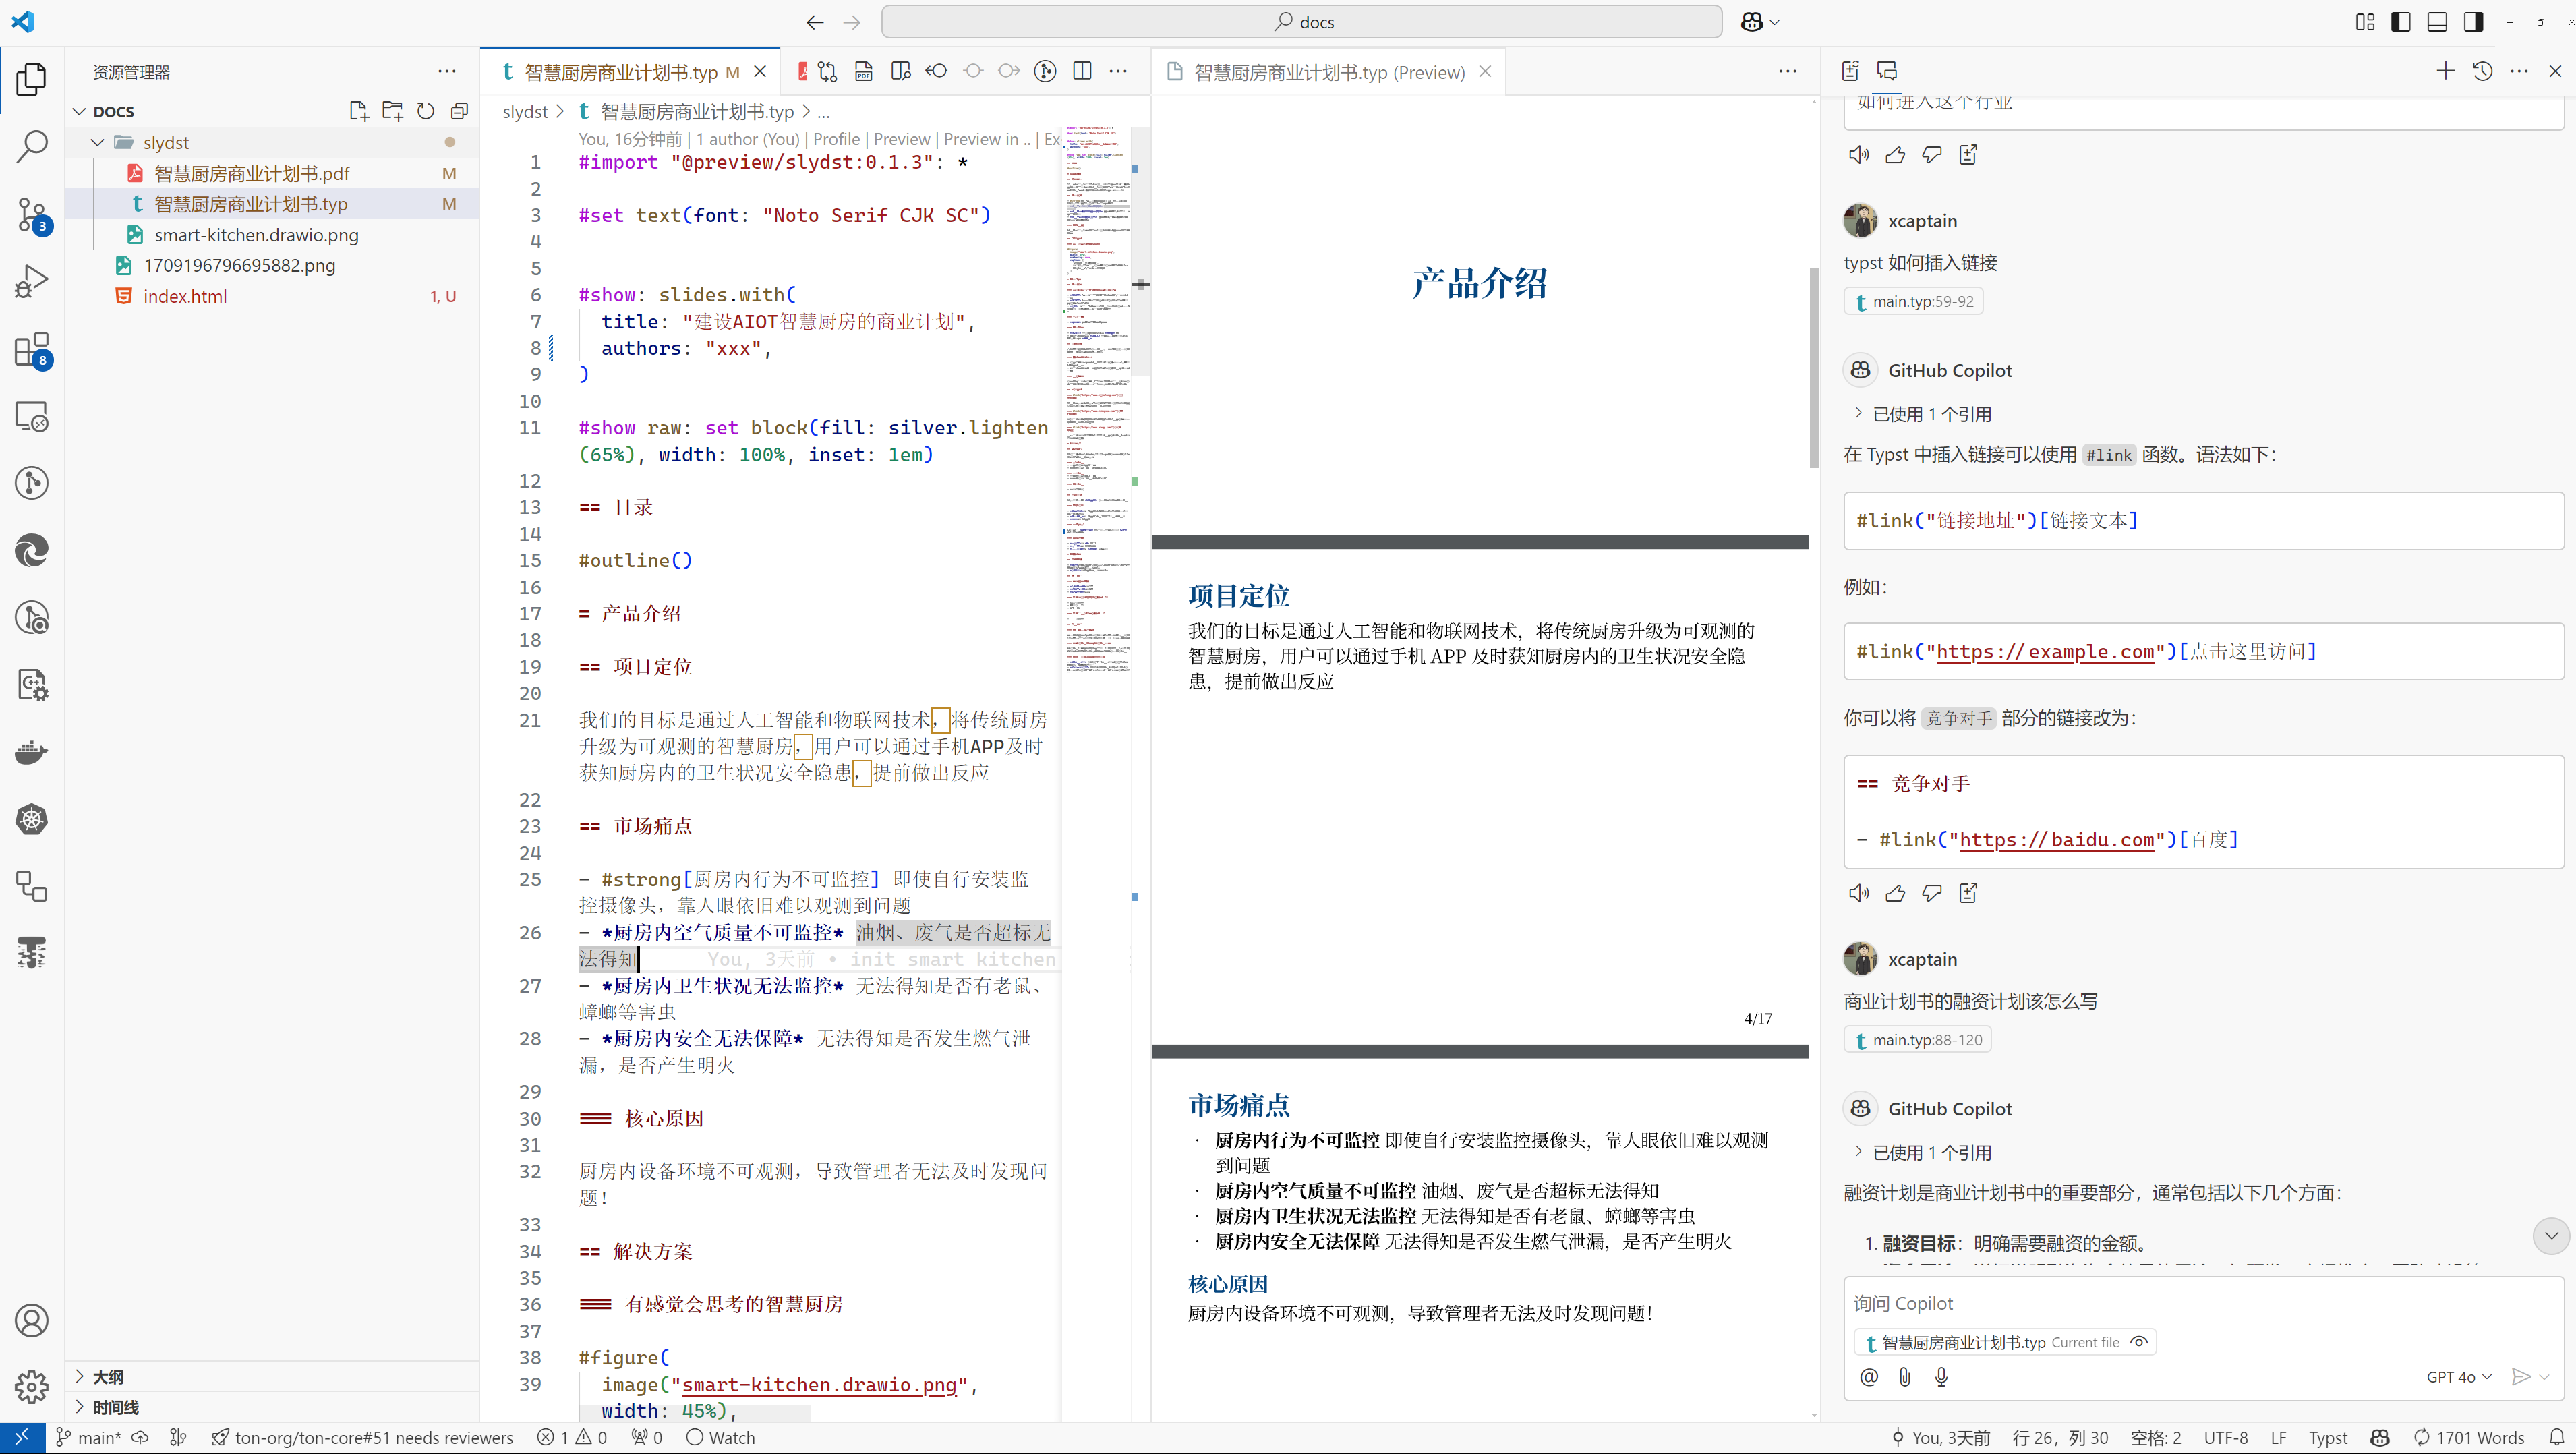 docs
资源管理器
DOCS
slydst
智慧厨房商业计划书.pdf M
智慧厨房商业计划书.typ M
smart-kitchen.drawio.png
1709196796695882.png
index.html 1, U
大纲
时间线
3
8
智慧厨房商业计划书.typ M
slydst > 智慧厨房商业计划书.typ > ...
You, 16分钟前 | 1 author (You) | Profile | Preview | Preview in .. | Ex
1 #import "@preview/slydst:0.1.3": *
2
3 #set text(font: "Noto Serif CJK SC")
4
5
6 #show: slides.with(
7 title: "建设AIOT智慧厨房的商业计划",
8 authors: "xxx",
9 )
10
11 #show raw: set block(fill: silver.lighten
(65%), width: 100%, inset: 1em)
12
13 == 目录
14
15 #outline()
16
17 = 产品介绍
18
19 == 项目定位
20
21 我们的目标是通过人工智能和物联网技术，将传统厨房
升级为可观测的智慧厨房，用户可以通过手机APP及时
获知厨房内的卫生状况安全隐患，提前做出反应
22
23 == 市场痛点
24
25 - #strong[厨房内行为不可监控] 即使自行安装监
控摄像头，靠人眼依旧难以观测到问题
26 - *厨房内空气质量不可监控* 油烟、废气是否超标无
法得知 You, 3天前 • init smart kitchen
27 - *厨房内卫生状况无法监控* 无法得知是否有老鼠、
蟑螂等害虫
28 - *厨房内安全无法保障* 无法得知是否发生燃气泄
漏，是否产生明火
29
30 === 核心原因
31
32 厨房内设备环境不可观测，导致管理者无法及时发现问
题！
33
34 == 解决方案
35
36 === 有感觉会思考的智慧厨房
37
38 #figure(
39 image("smart-kitchen.drawio.png",
width: 45%),
智慧厨房商业计划书.typ (Preview)
产品介绍
项目定位
我们的目标是通过人工智能和物联网技术，将传统厨房升级为可观测的
智慧厨房，用户可以通过手机 APP 及时获知厨房内的卫生状况安全隐
患，提前做出反应
4/17
市场痛点
· 厨房内行为不可监控 即使自行安装监控摄像头，靠人眼依旧难以观测
到问题
· 厨房内空气质量不可监控 油烟、废气是否超标无法得知
· 厨房内卫生状况无法监控 无法得知是否有老鼠、蟑螂等害虫
· 厨房内安全无法保障 无法得知是否发生燃气泄漏，是否产生明火
核心原因
厨房内设备环境不可观测，导致管理者无法及时发现问题！
如何进入这个行业
xcaptain
typst 如何插入链接
main.typ:59-92
GitHub Copilot
已使用 1 个引用
在 Typst 中插入链接可以使用 #link 函数。语法如下：
#link("链接地址")[链接文本]
例如：
#link("https://example.com")[点击这里访问]
你可以将 竞争对手 部分的链接改为：
== 竞争对手
- #link("https://baidu.com")[百度]
xcaptain
商业计划书的融资计划该怎么写
main.typ:88-120
GitHub Copilot
已使用 1 个引用
融资计划是商业计划书中的重要部分，通常包括以下几个方面：
1. 融资目标：明确需要融资的金额。
询问 Copilot
智慧厨房商业计划书.typ Current file
GPT 4o
main* ton-org/ton-core#51 needs reviewers 1 0 0 Watch
You, 3天前 行 26，列 30 空格: 2 UTF-8 LF Typst 1701 Words